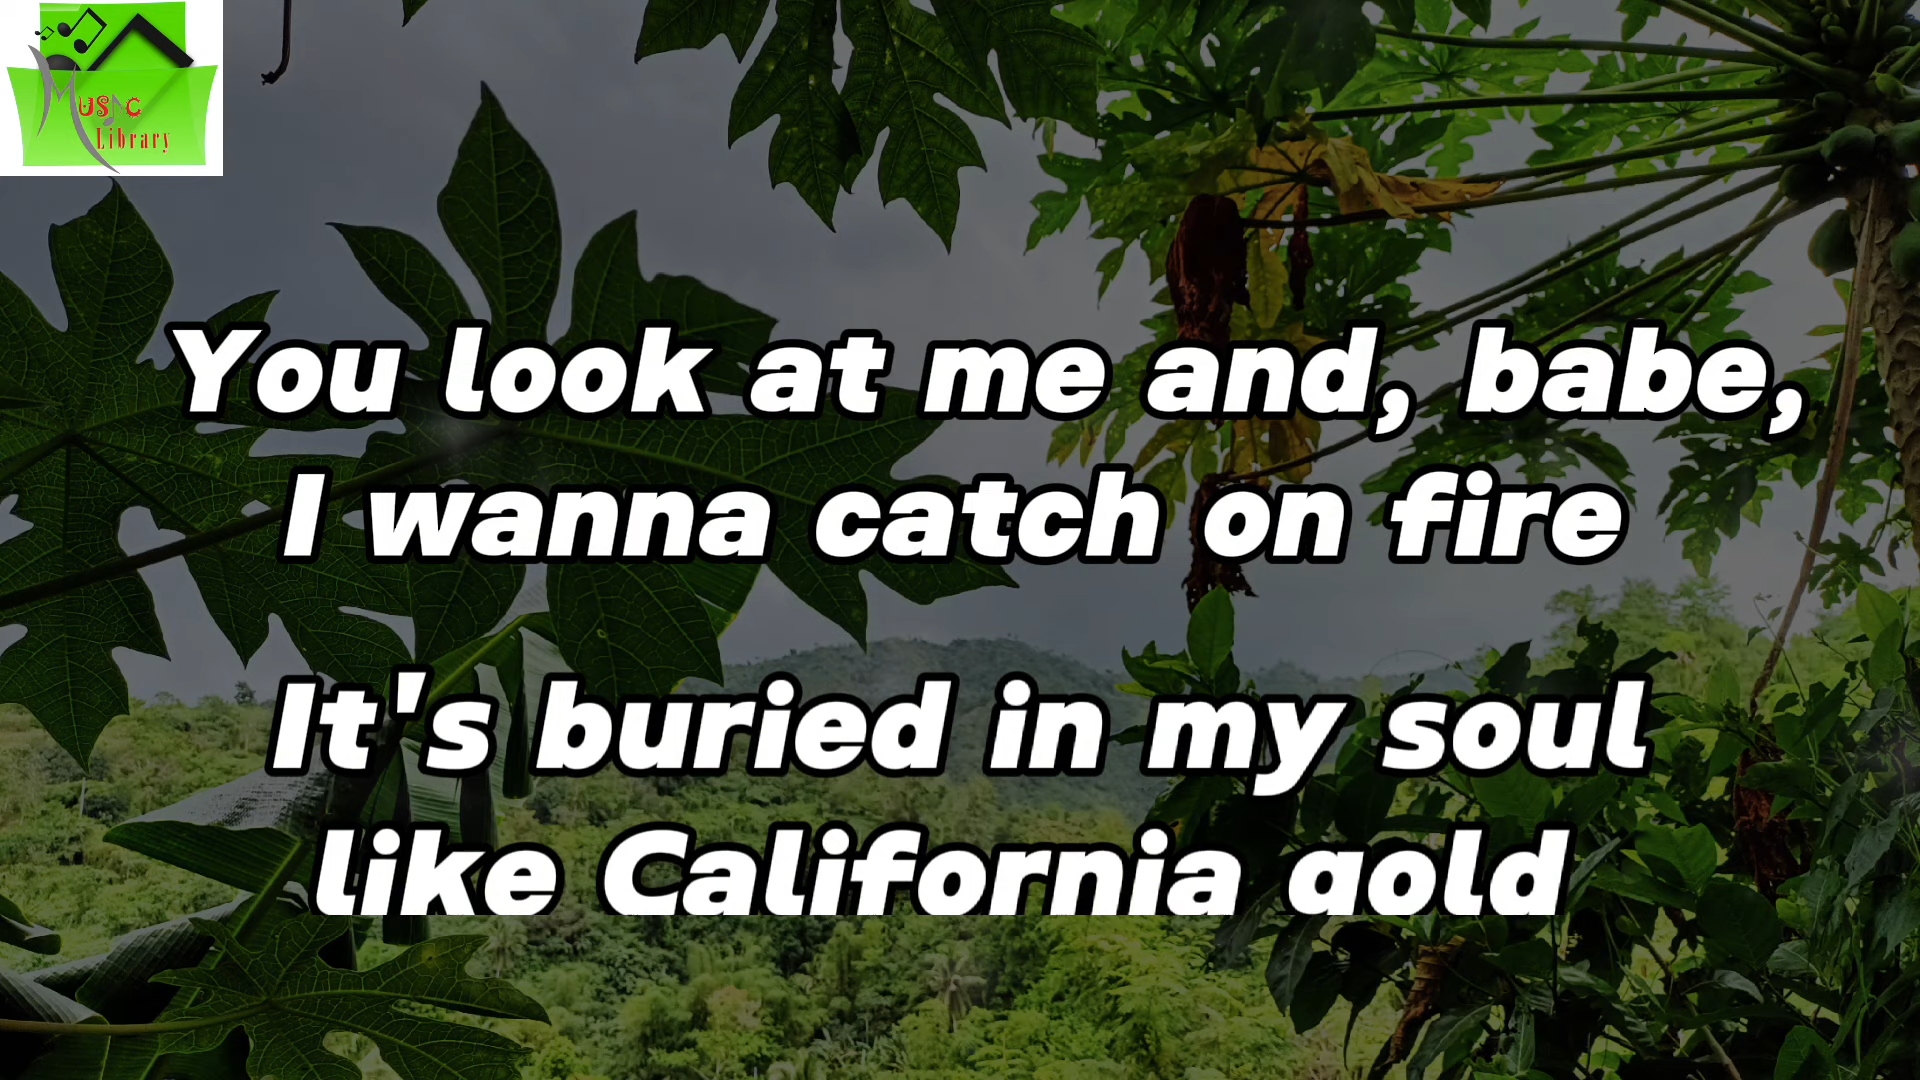 Music
Library
You look at me and, babe,
I wanna catch on fire
It's buried in my soul
like California gold